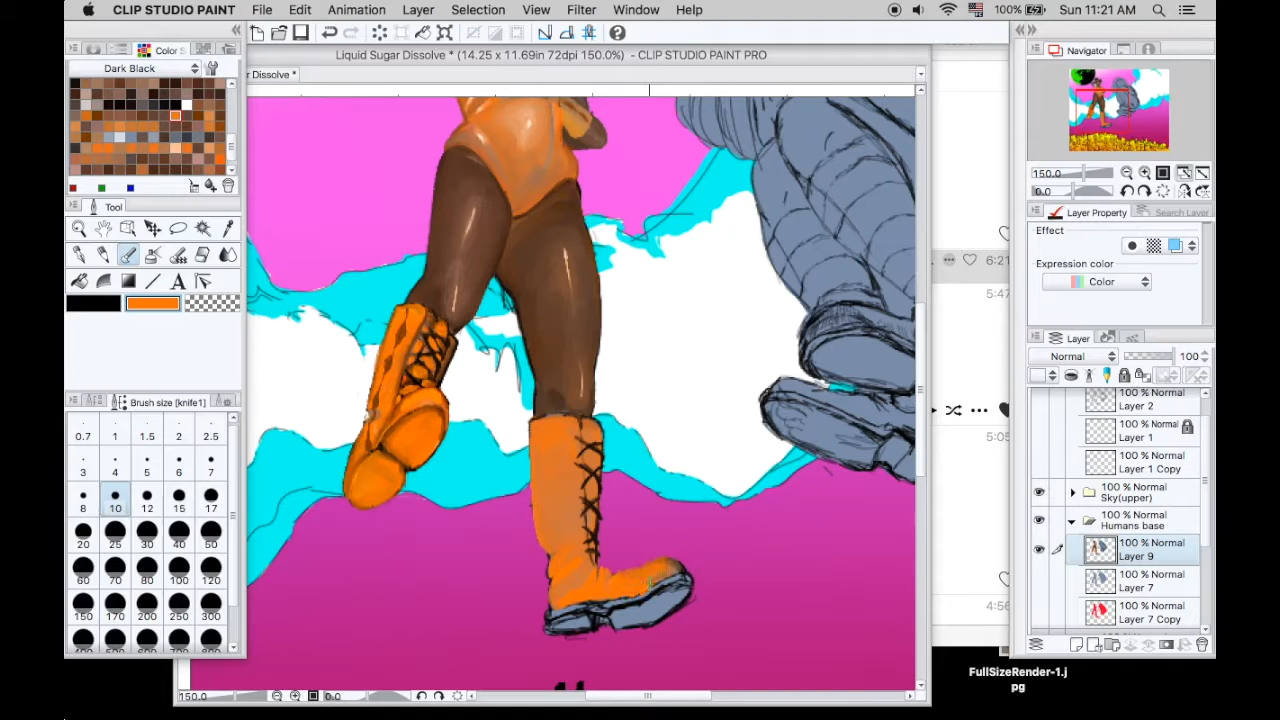 CLIP STUDIO PAINT File Edit Animation Layer Selection View Filter Window Help 100% Sun 11:21 AM
Liquid Sugar Dissolve * (14.25 x 11.69in 72dpi 150.0%) - CLIP STUDIO PAINT PRO
r Dissolve *
Color S
Dark Black
Tool
Brush size [knife1]
0.7 1 1.5 2 2.5
3 4 5 6 7
8 10 12 15 17
20 25 30 40 50
60 70 80 100 120
150 170 200 250 300
150.0 0.0
6:21
5:47
5:05
4:56
Navigator
150.0
0.0
Layer Property Search Layer
Effect
Expression color
Color
Layer
Normal 100
Layer 2
100 % Normal
Layer 1
100 % Normal
Layer 1 Copy
100 % Normal
Sky(upper)
100 % Normal
Humans base
100 % Normal
Layer 9
100 % Normal
Layer 7
100 % Normal
Layer 7 Copy
FullSizeRender-1.j
pg